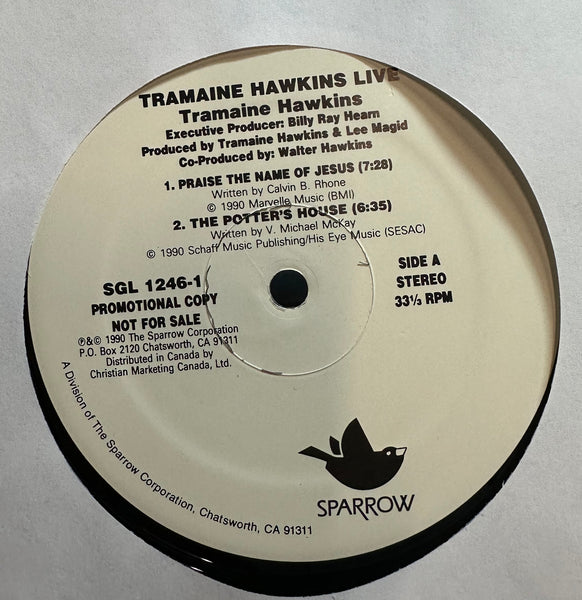 TRAMAINE HAWKINS LIVE
Tramaine Hawkins
Executive Producer: Billy Ray Hearn
Produced by Tramaine Hawkins & Lee Magid
Co-Produced by: Walter Hawkins
1. PRAISE THE NAME OF JESUS (7:28)
Written by Calvin B. Rhone
© 1990 Marvelle Music (BMI)
2. THE POTTER'S HOUSE (6:35)
Written by V. Michael McKay
© 1990 Schaff Music Publishing/His Eye Music (SESAC)
SGL 1246-1
PROMOTIONAL COPY
NOT FOR SALE
℗&© 1990 The Sparrow Corporation
P.O. Box 2120 Chatsworth, CA 91311
Distributed in Canada by
Christian Marketing Canada, Ltd.
SIDE A
STEREO
33⅓ RPM
A Division of The Sparrow Corporation, Chatsworth, CA 91311
SPARROW